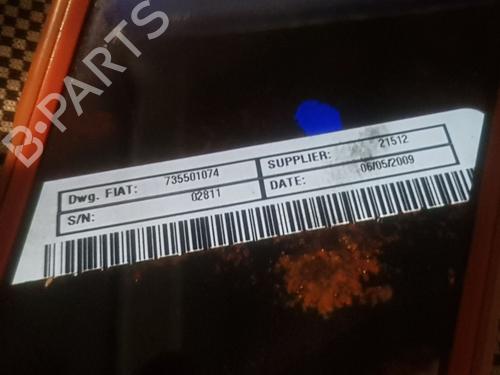 B-PARTS
Dwg. FIAT: 735501074 SUPPLIER: 21512
S/N: 02811 DATE: 06/05/2009